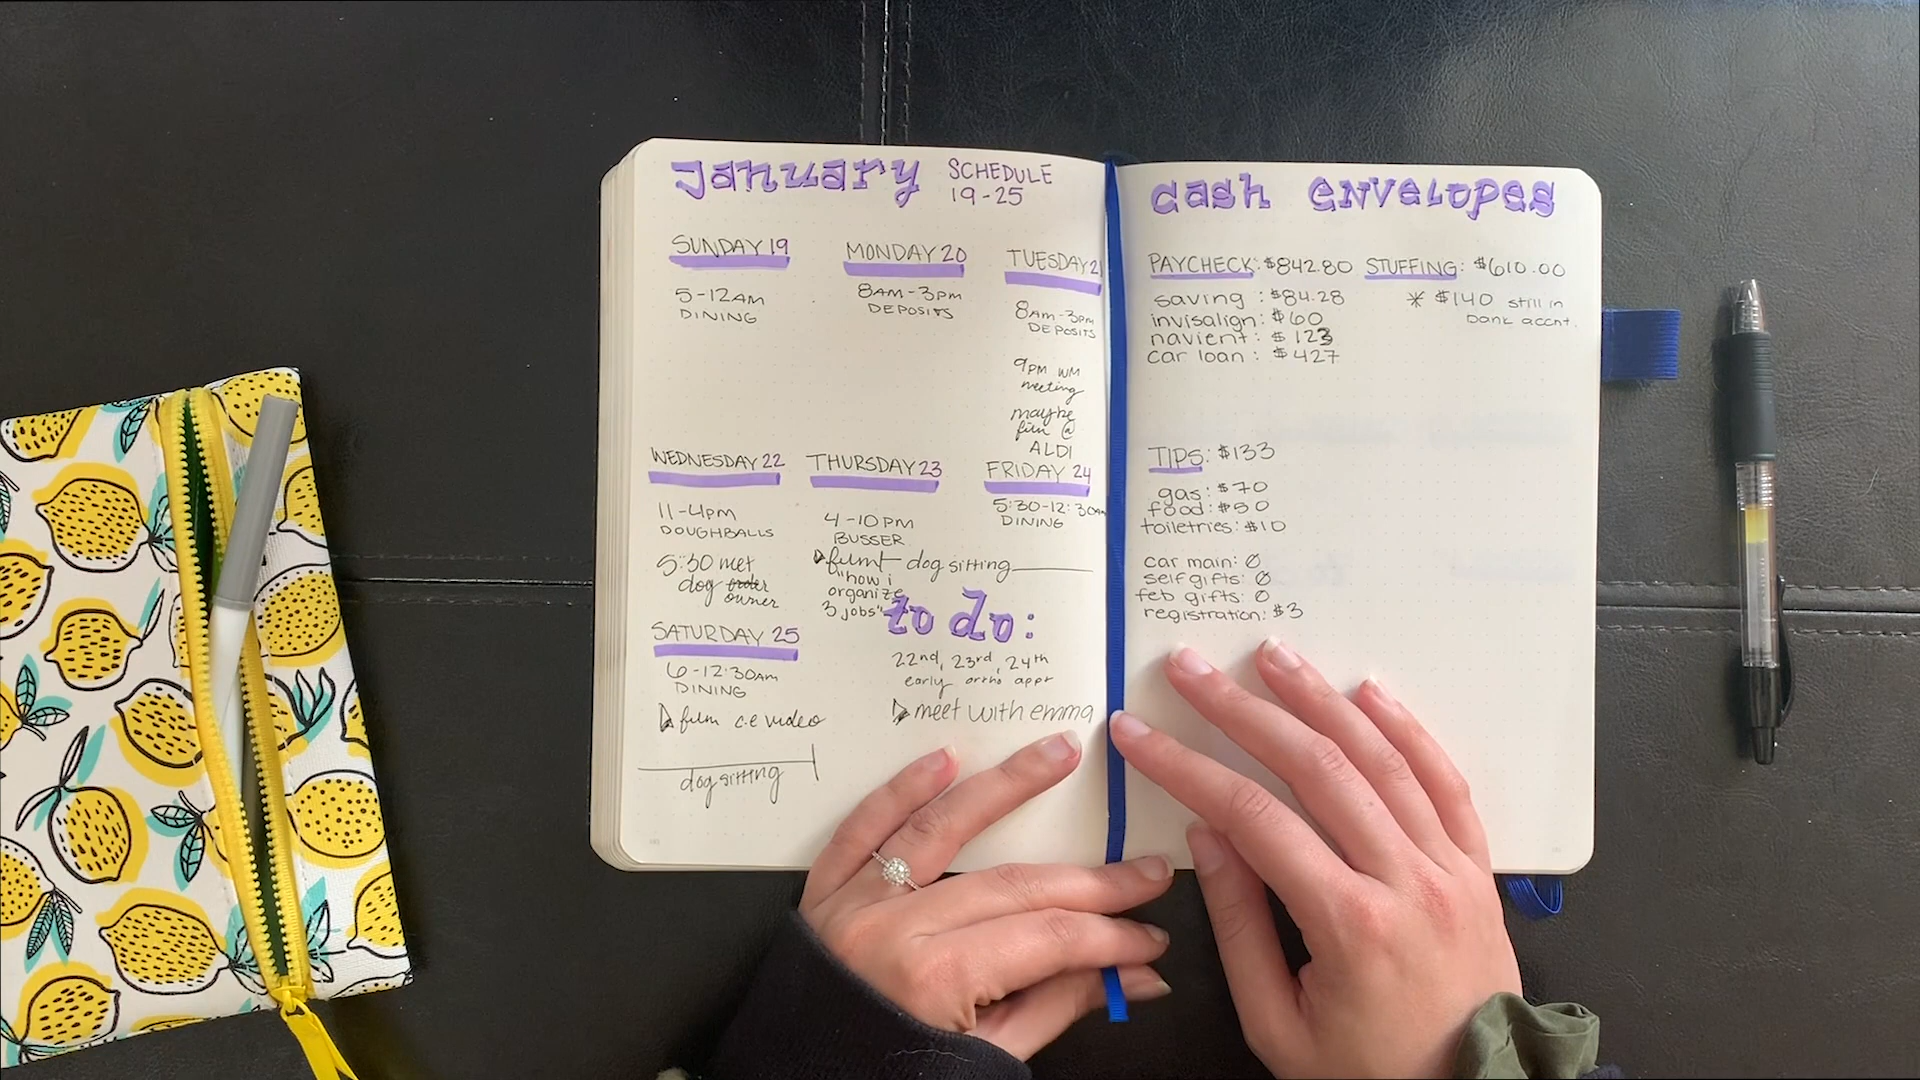 January SCHEDULE
19-25
SUNDAY 19
5-12AM
DINING
MONDAY 20
8AM-3PM
DEPOSITS
TUESDAY 21
8AM-3PM
DEPOSITS
9PM WM
meeting
maybe
film @
ALDI
WEDNESDAY 22
11-4PM
DOUGHBALLS
5:30 met
dog order
owner
THURSDAY 23
4-10PM
BUSSER
film
"how i
organize
3 jobs"
dog sitting
FRIDAY 24
5:30-12:30AM
DINING
SATURDAY 25
6-12:30AM
DINING
film c.e video
dog sitting
to do:
22nd, 23rd, 24th
early ortho appt
meet with emma
cash ENVELOPES
PAYCHECK: $842.80 STUFFING: $610.00
saving : $84.28
invisalign: $60
navient: $123
car loan: $427
* $140 still in
bank accnt.
TIPS: $133
gas: $70
food: $50
toiletries: $10
car main: Ø
self gifts: Ø
feb gifts: Ø
registration: $3